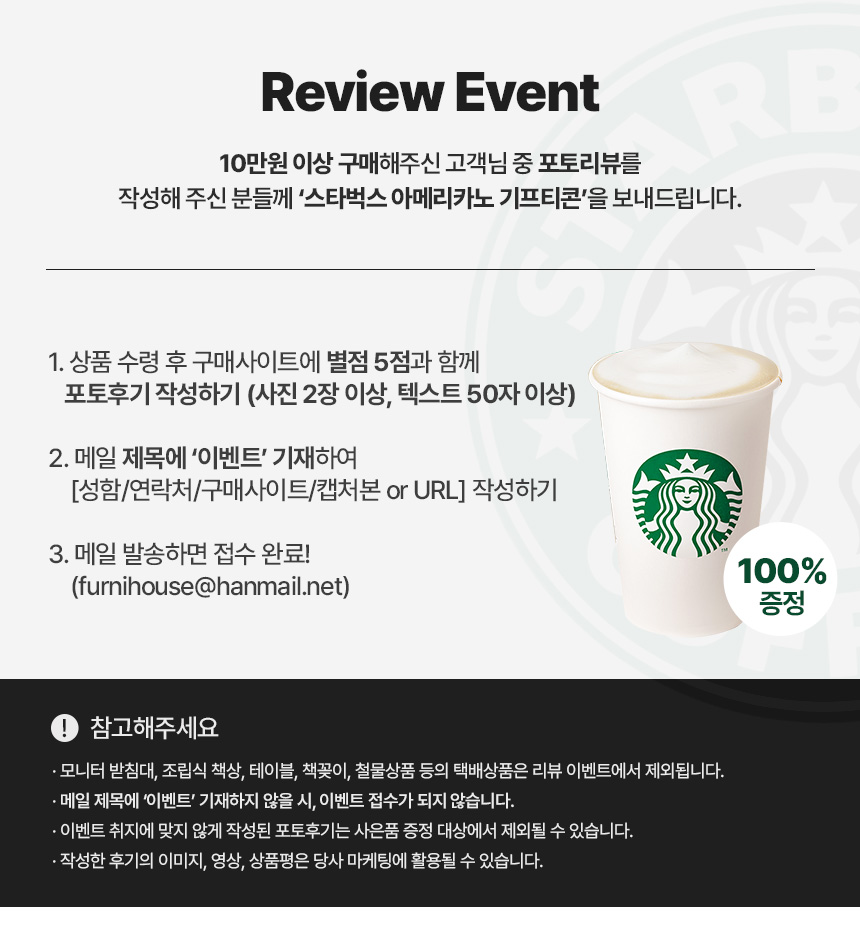 Review Event
10만원 이상 구매해주신 고객님 중 포토리뷰를
작성해 주신 분들께 ‘스타벅스 아메리카노 기프티콘’을 보내드립니다.
1. 상품 수령 후 구매사이트에 별점 5점과 함께
포토후기 작성하기 (사진 2장 이상, 텍스트 50자 이상)
2. 메일 제목에 ‘이벤트’ 기재하여
[성함/연락처/구매사이트/캡처본 or URL] 작성하기
3. 메일 발송하면 접수 완료!
(furnihouse@hanmail.net)
TM
100%
증정
! 참고해주세요
· 모니터 받침대, 조립식 책상, 테이블, 책꽂이, 철물상품 등의 택배상품은 리뷰 이벤트에서 제외됩니다.
· 메일 제목에 ‘이벤트’ 기재하지 않을 시, 이벤트 접수가 되지 않습니다.
· 이벤트 취지에 맞지 않게 작성된 포토후기는 사은품 증정 대상에서 제외될 수 있습니다.
· 작성한 후기의 이미지, 영상, 상품평은 당사 마케팅에 활용될 수 있습니다.